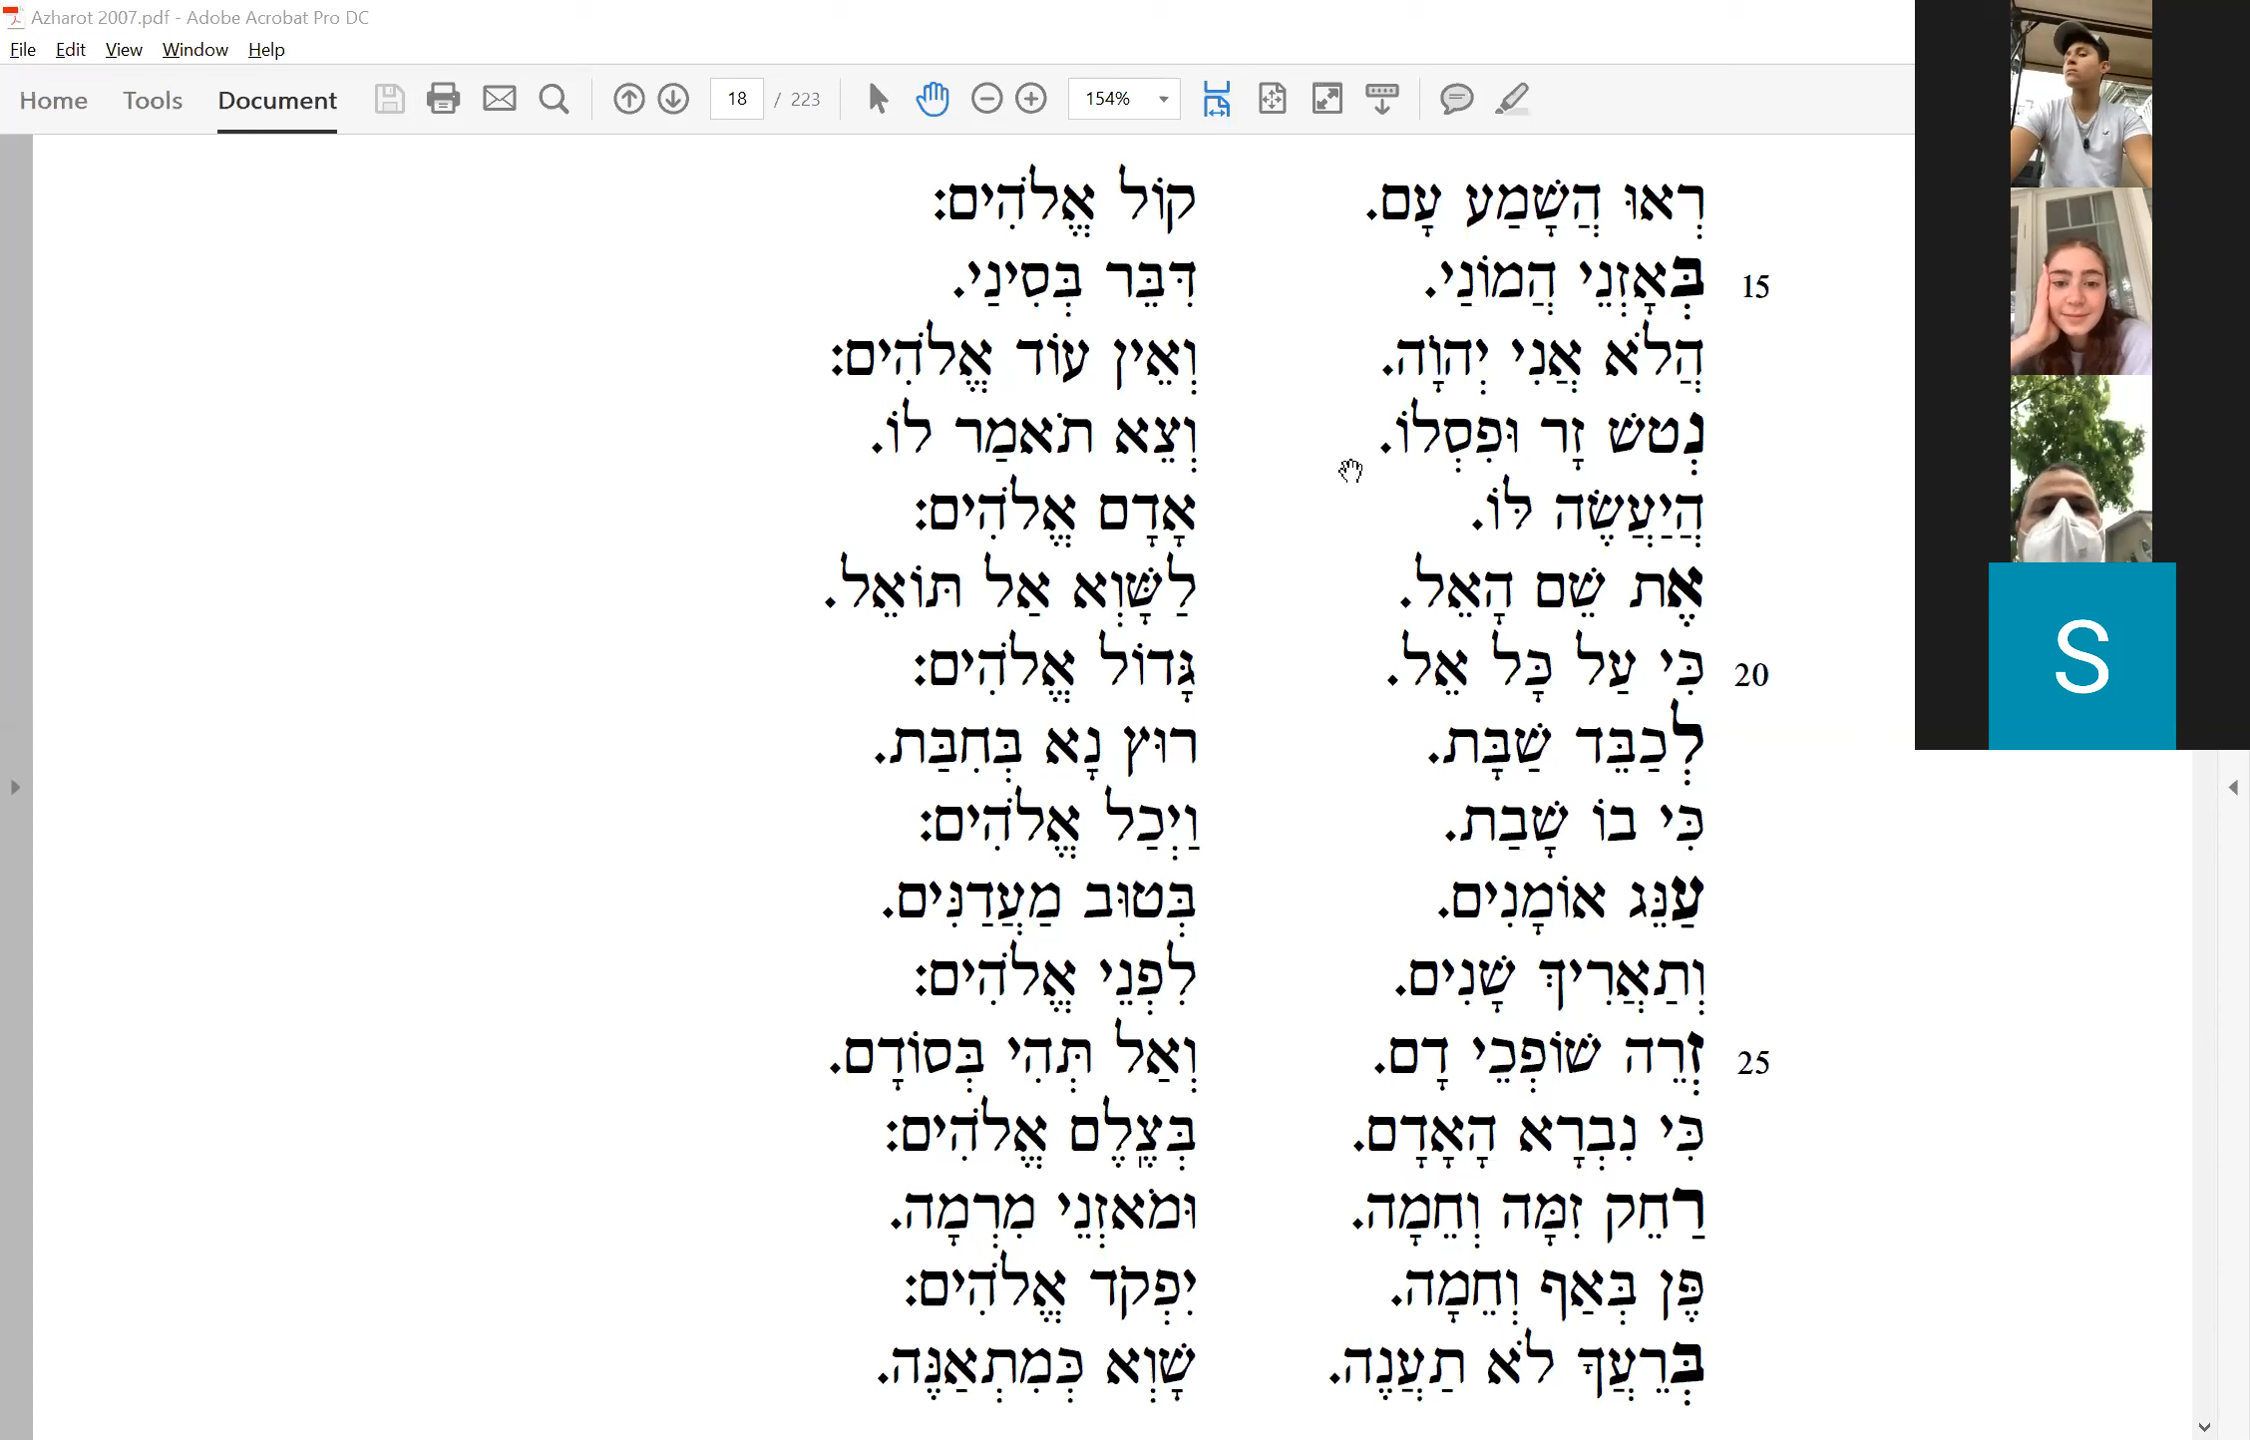 Azharot 2007.pdf - Adobe Acrobat Pro DC
File Edit View Window Help
Home Tools Document 18 / 223 154%
רְאוּ הֲשָׁמַע עָם. קוֹל אֱלֹהִים:
15 בְּאָזְנֵי הֲמוֹנַי. דִּבֵּר בְּסִינַי.
הֲלֹא אֲנִי יְהוָֹה. וְאֵין עוֹד אֱלֹהִים:
נְטשׁ זָר וּפִסְלוֹ. וְצֵא תֹאמַר לוֹ.
הֲיַעֲשֶׂה לּוֹ. אָדָם אֱלֹהִים:
אֶת שֵׁם הָאֵל. לַשָּׁוְא אַל תּוֹאֵל.
20 כִּי עַל כָּל אֵל. גָּדוֹל אֱלֹהִים:
לְכַבֵּד שַׁבָּת. רוּץ נָא בְּחִבַּת.
כִּי בוֹ שָׁבַת. וַיְכַל אֱלֹהִים:
עַנֵּג אוֹמָנִים. בְּטוּב מַעֲדַנִּים.
וְתַאֲרִיךְ שָׁנִים. לִפְנֵי אֱלֹהִים:
25 זְרֵה שׁוֹפְכֵי דָם. וְאַל תְּהִי בְּסוֹדָם.
כִּי נִבְרָא הָאָדָם. בְּצֶלֶם אֱלֹהִים:
רַחֵק זִמָּה וְחֵמָה. וּמֹאזְנֵי מִרְמָה.
פֶּן בְּאַף וְחֵמָה. יִפְקֹד אֱלֹהִים:
בְּרֵעֲךָ לֹא תַעֲנֶה. שָׁוְא כְּמִתְאַנֶּה.
S